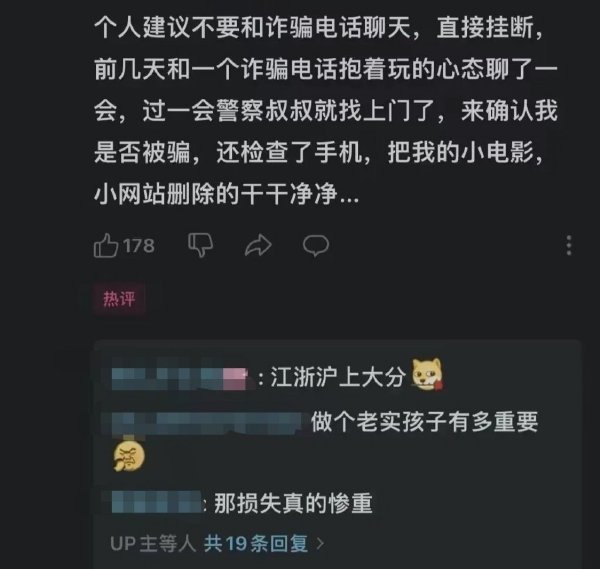 个人建议不要和诈骗电话聊天，直接挂断，
前几天和一个诈骗电话抱着玩的心态聊了一
会，过一会警察叔叔就找上门了，来确认我
是否被骗，还检查了手机，把我的小电影，
小网站删除的干干净净...
178
热评
：江浙沪上大分
做个老实孩子有多重要
：那损失真的惨重
UP主等人 共19条回复 >